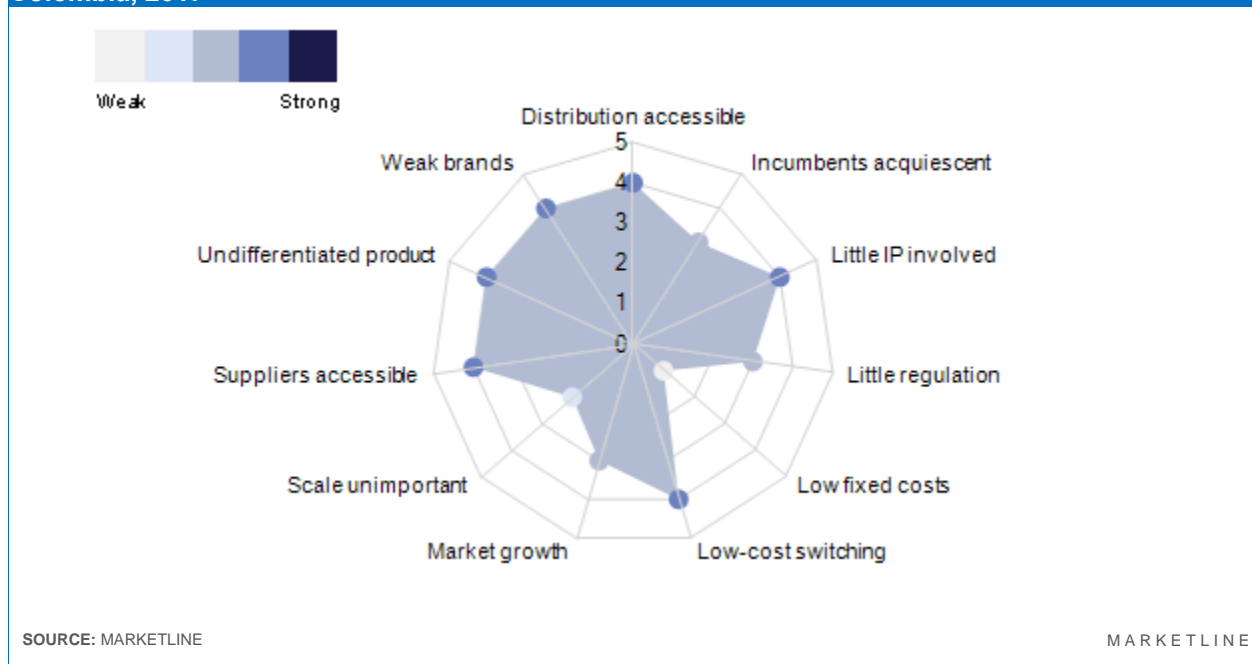 Weak Strong
Distribution accessible
Weak brands
Incumbents acquiescent
Undifferentiated product
Little IP involved
Suppliers accessible
Little regulation
Scale unimportant
Low fixed costs
Market growth
Low-cost switching
5
4
3
2
1
0
SOURCE: MARKETLINE
MARKETLINE